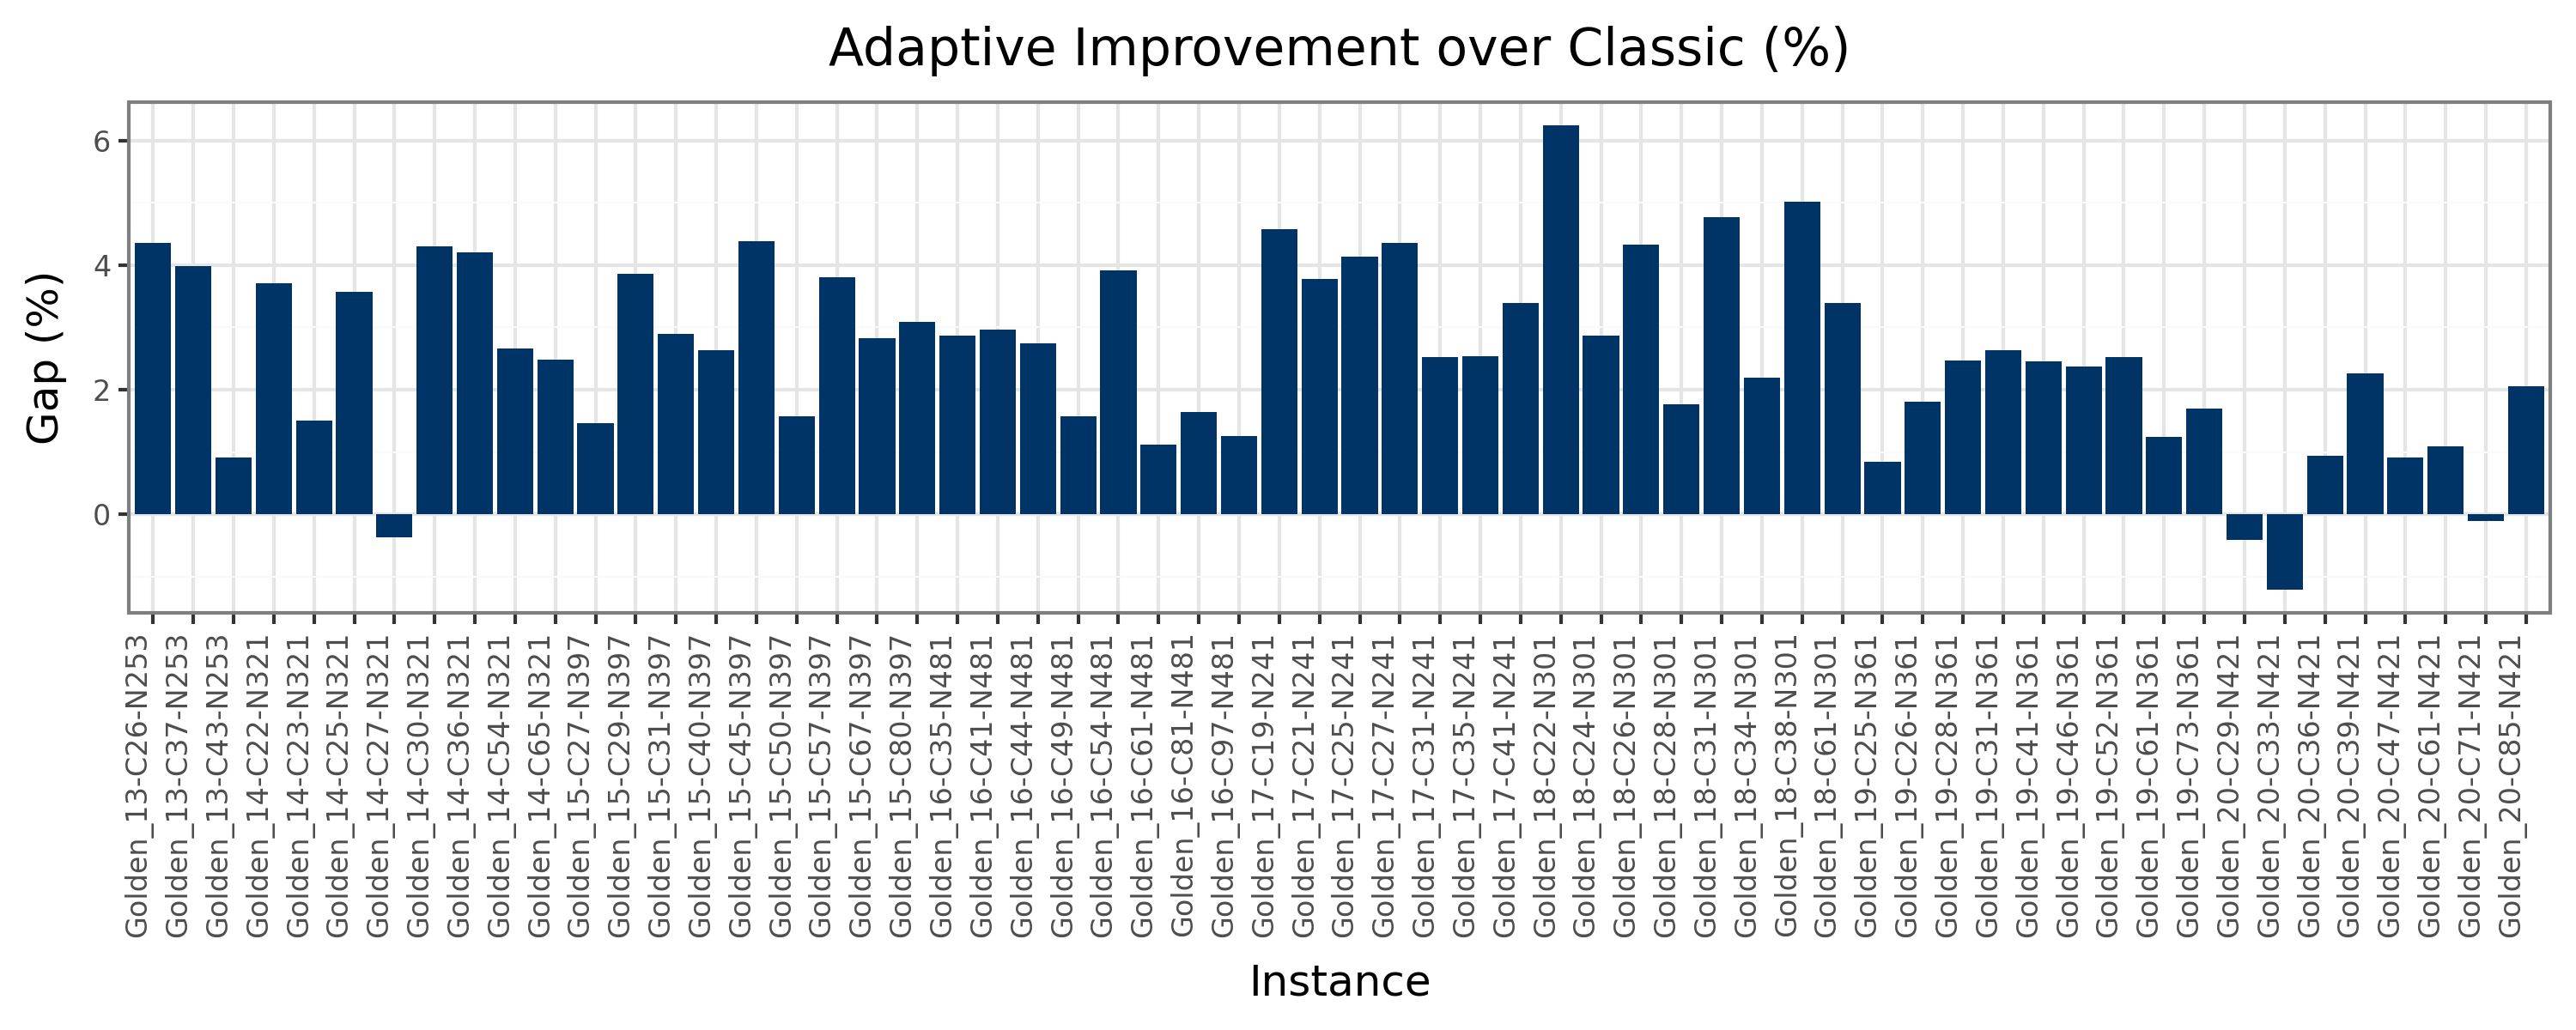 Adaptive Improvement over Classic (%)
Gap (%)
6
4
2
0
Golden_13-C26-N253
Golden_13-C37-N253
Golden_13-C43-N253
Golden_14-C22-N321
Golden_14-C23-N321
Golden_14-C25-N321
Golden_14-C27-N321
Golden_14-C30-N321
Golden_14-C36-N321
Golden_14-C54-N321
Golden_14-C65-N321
Golden_15-C27-N397
Golden_15-C29-N397
Golden_15-C31-N397
Golden_15-C40-N397
Golden_15-C45-N397
Golden_15-C50-N397
Golden_15-C57-N397
Golden_15-C67-N397
Golden_15-C80-N397
Golden_16-C35-N481
Golden_16-C41-N481
Golden_16-C44-N481
Golden_16-C49-N481
Golden_16-C54-N481
Golden_16-C61-N481
Golden_16-C81-N481
Golden_16-C97-N481
Golden_17-C19-N241
Golden_17-C21-N241
Golden_17-C25-N241
Golden_17-C27-N241
Golden_17-C31-N241
Golden_17-C35-N241
Golden_17-C41-N241
Golden_18-C22-N301
Golden_18-C24-N301
Golden_18-C26-N301
Golden_18-C28-N301
Golden_18-C31-N301
Golden_18-C34-N301
Golden_18-C38-N301
Golden_18-C61-N301
Golden_19-C25-N361
Golden_19-C26-N361
Golden_19-C28-N361
Golden_19-C31-N361
Golden_19-C41-N361
Golden_19-C46-N361
Golden_19-C52-N361
Golden_19-C61-N361
Golden_19-C73-N361
Golden_20-C29-N421
Golden_20-C33-N421
Golden_20-C36-N421
Golden_20-C39-N421
Golden_20-C47-N421
Golden_20-C61-N421
Golden_20-C71-N421
Golden_20-C85-N421
Instance